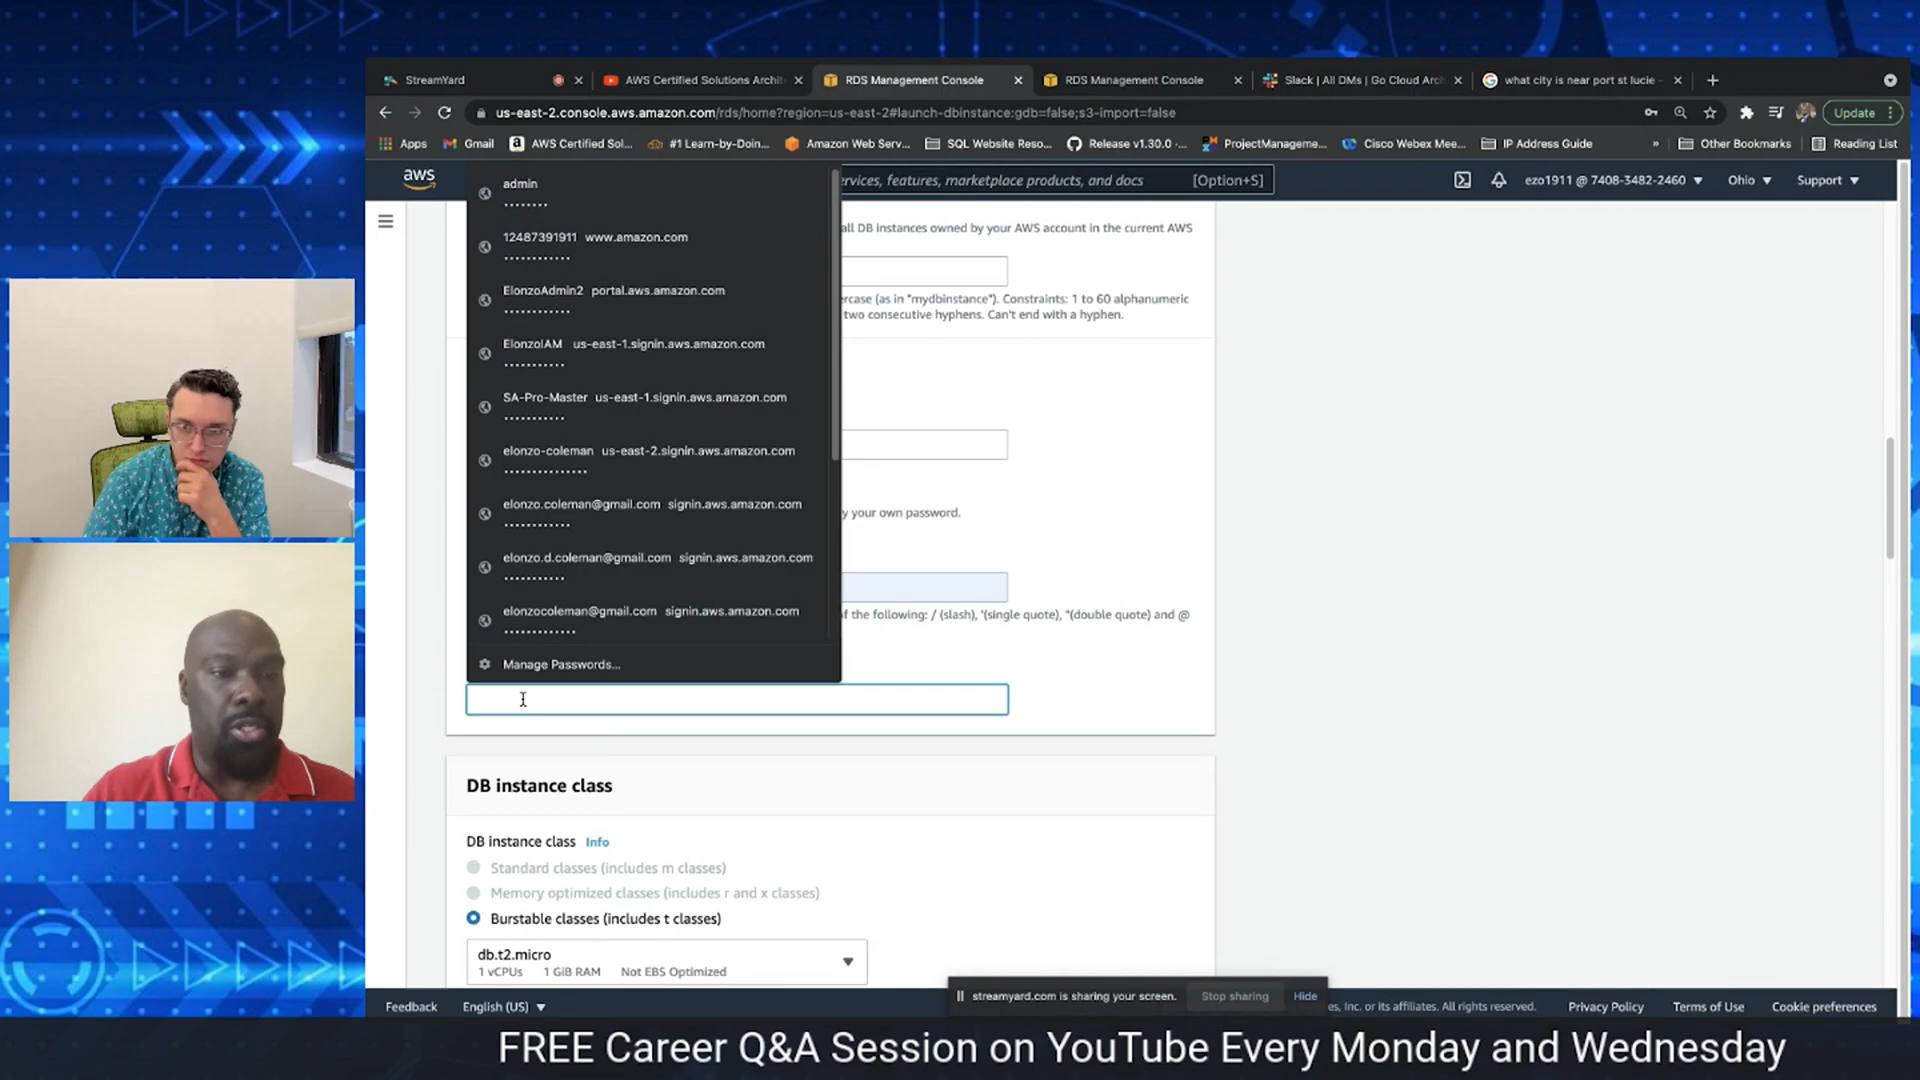 StreamYard
AWS Certified Solutions Archit
RDS Management Console
RDS Management Console
Slack | All DMs | Go Cloud Arch
what city is near port st lucie -
us-east-2.console.aws.amazon.com/rds/home?region=us-east-2#launch-dbinstance:gdb=false;s3-import=false
Update
Apps
Gmail
AWS Certified Sol...
#1 Learn-by-Doin...
Amazon Web Serv...
SQL Website Reso...
Release v1.30.0 -...
ProjectManageme...
Cisco Webex Mee...
IP Address Guide
»
Other Bookmarks
Reading List
aws
ervices, features, marketplace products, and docs
[Option+S]
ezo1911 @ 7408-3482-2460
Ohio
Support
admin
12487391911 www.amazon.com
ElonzoAdmin2 portal.aws.amazon.com
ElonzoIAM us-east-1.signin.aws.amazon.com
SA-Pro-Master us-east-1.signin.aws.amazon.com
elonzo-coleman us-east-2.signin.aws.amazon.com
elonzo.coleman@gmail.com signin.aws.amazon.com
elonzo.d.coleman@gmail.com signin.aws.amazon.com
elonzocoleman@gmail.com signin.aws.amazon.com
Manage Passwords...
all DB instances owned by your AWS account in the current AWS
rcase (as in "mydbinstance"). Constraints: 1 to 60 alphanumeric
two consecutive hyphens. Can't end with a hyphen.
y your own password.
of the following: / (slash), '(single quote), "(double quote) and @
DB instance class
DB instance class Info
Standard classes (includes m classes)
Memory optimized classes (includes r and x classes)
Burstable classes (includes t classes)
db.t2.micro
1 vCPUs 1 GiB RAM Not EBS Optimized
streamyard.com is sharing your screen.
Stop sharing
Hide
Feedback
English (US)
es, Inc. or its affiliates. All rights reserved.
Privacy Policy
Terms of Use
Cookie preferences
FREE Career Q&A Session on YouTube Every Monday and Wednesday